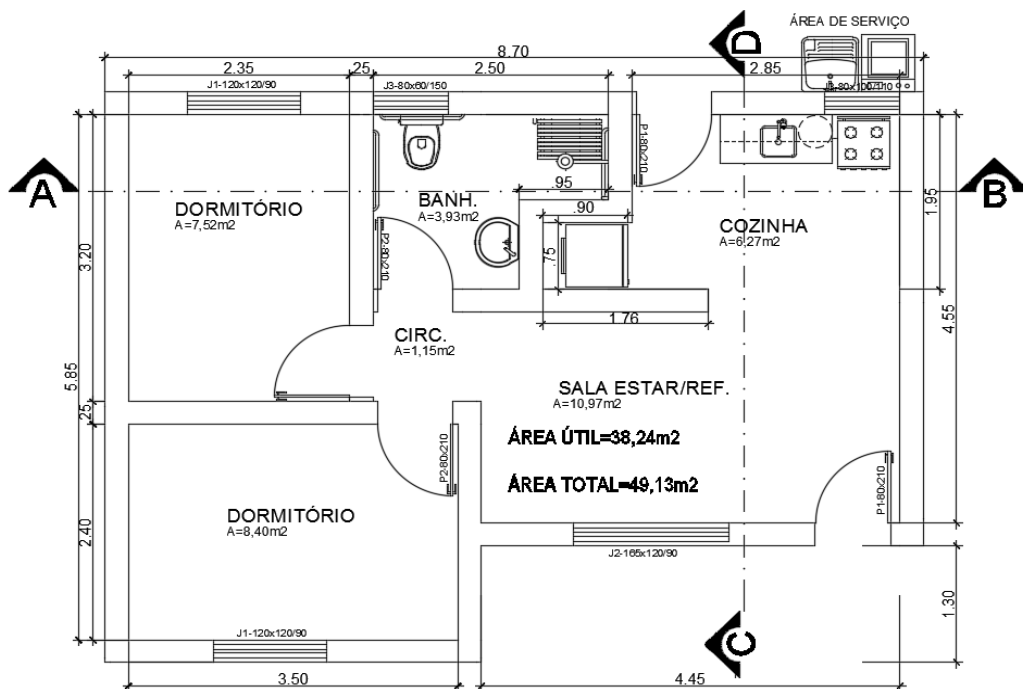 ÁREA DE SERVIÇO
D
8.70
2.35
25
2.50
2.85
J1-120x120/90
J3-80x60/150
J3-80x100/110
P1-80x210
A
B
DORMITÓRIO
A=7,52m2
BANH.
A=3,93m2
.95
.90
COZINHA
A=6,27m2
1.95
3.20
P2-80x210
.75
1.76
CIRC.
A=1,15m2
4.55
5.85
SALA ESTAR/REF.
A=10,97m2
25
ÁREA ÚTIL=38,24m2
P2-80x210
ÁREA TOTAL=49,13m2
P1-80x210
DORMITÓRIO
A=8,40m2
2.40
J2-165x120/90
1.30
J1-120x120/90
C
3.50
4.45